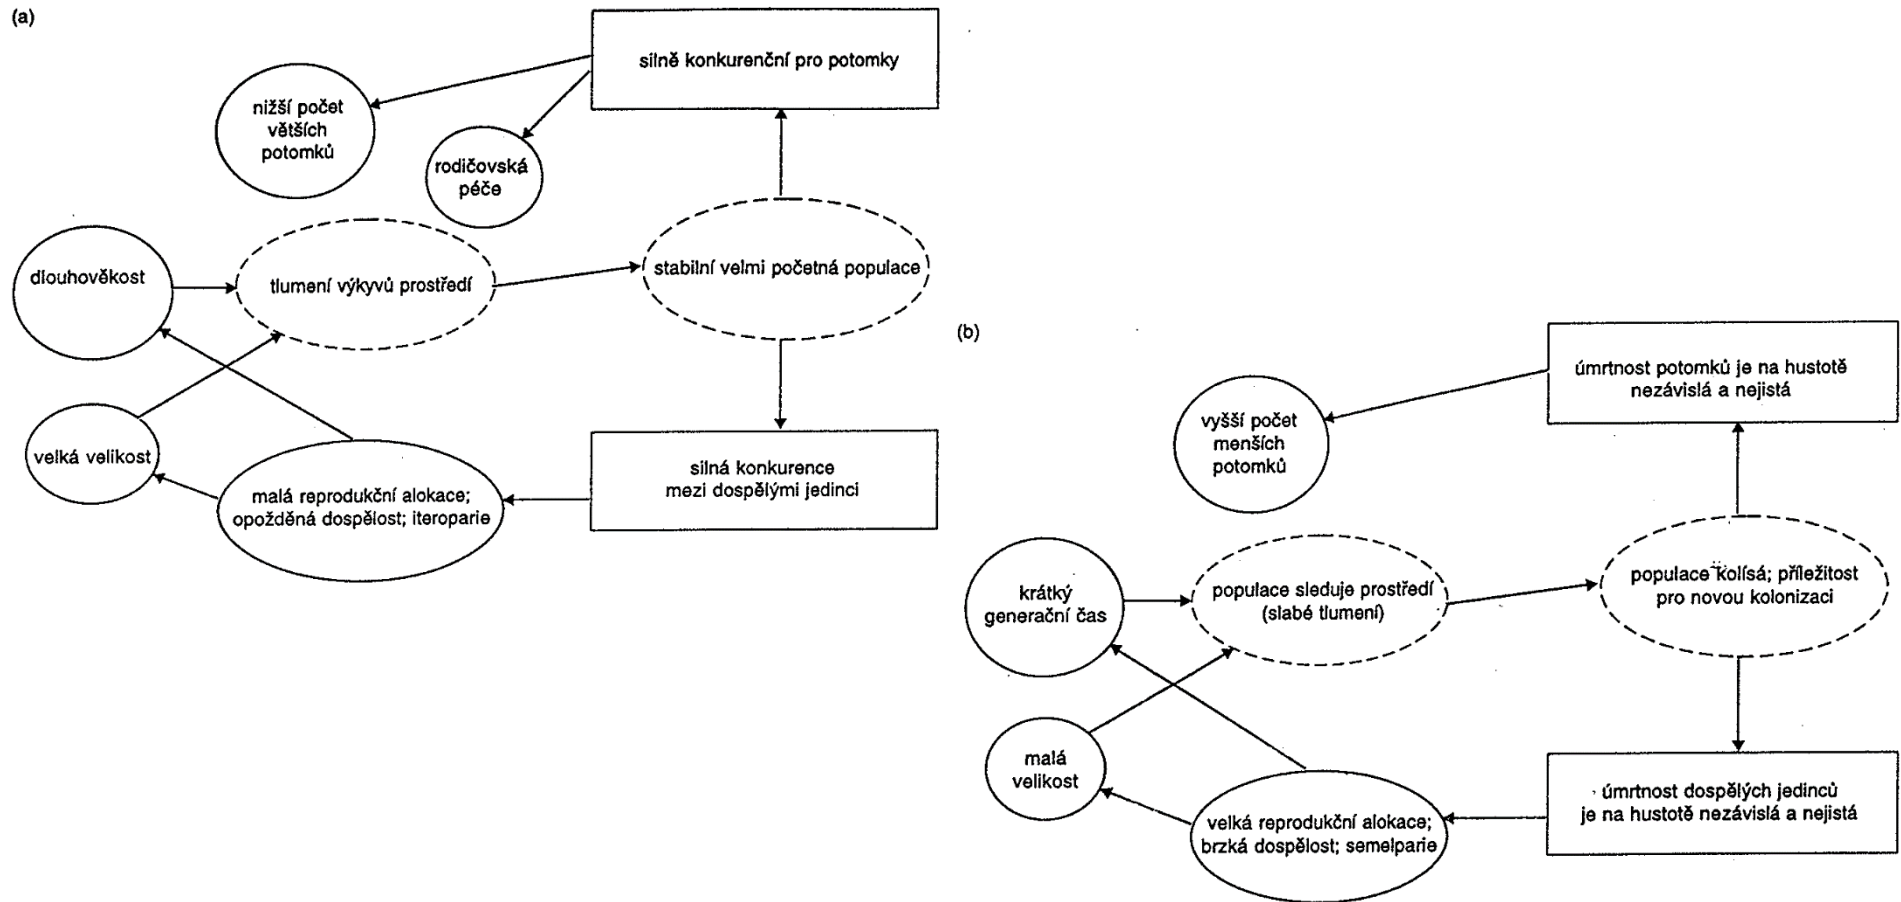 (a)
silně konkurenční pro potomky
nižší počet
větších
potomků
rodičovská
péče
dlouhověkost
tlumení výkyvů prostředí
stabilní velmi početná populace
velká velikost
malá reprodukční alokace;
opožděná dospělost; iteroparie
silná konkurence
mezi dospělými jedinci
(b)
úmrtnost potomků je na hustotě
nezávislá a nejistá
vyšší počet
menších
potomků
krátký
generační čas
populace sleduje prostředí
(slabé tlumení)
populace kolísá; příležitost
pro novou kolonizaci
malá
velikost
velká reprodukční alokace;
brzká dospělost; semelparie
úmrtnost dospělých jedinců
je na hustotě nezávislá a nejistá